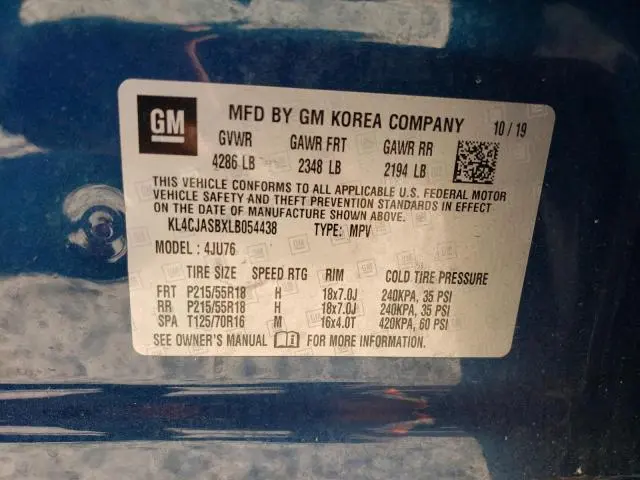 GM MFD BY GM KOREA COMPANY 10/19
GVWR GAWR FRT GAWR RR
4286 LB 2348 LB 2194 LB
THIS VEHICLE CONFORMS TO ALL APPLICABLE U.S. FEDERAL MOTOR
VEHICLE SAFETY AND THEFT PREVENTION STANDARDS IN EFFECT
ON THE DATE OF MANUFACTURE SHOWN ABOVE.
KL4CJASBXLB054438 TYPE: MPV
MODEL: 4JU76
TIRE SIZE SPEED RTG RIM COLD TIRE PRESSURE
FRT P215/55R18 H 18x7.0J 240KPA, 35 PSI
RR P215/55R18 H 18x7.0J 240KPA, 35 PSI
SPA T125/70R16 M 16x4.0T 420KPA, 60 PSI
SEE OWNER'S MANUAL FOR MORE INFORMATION.